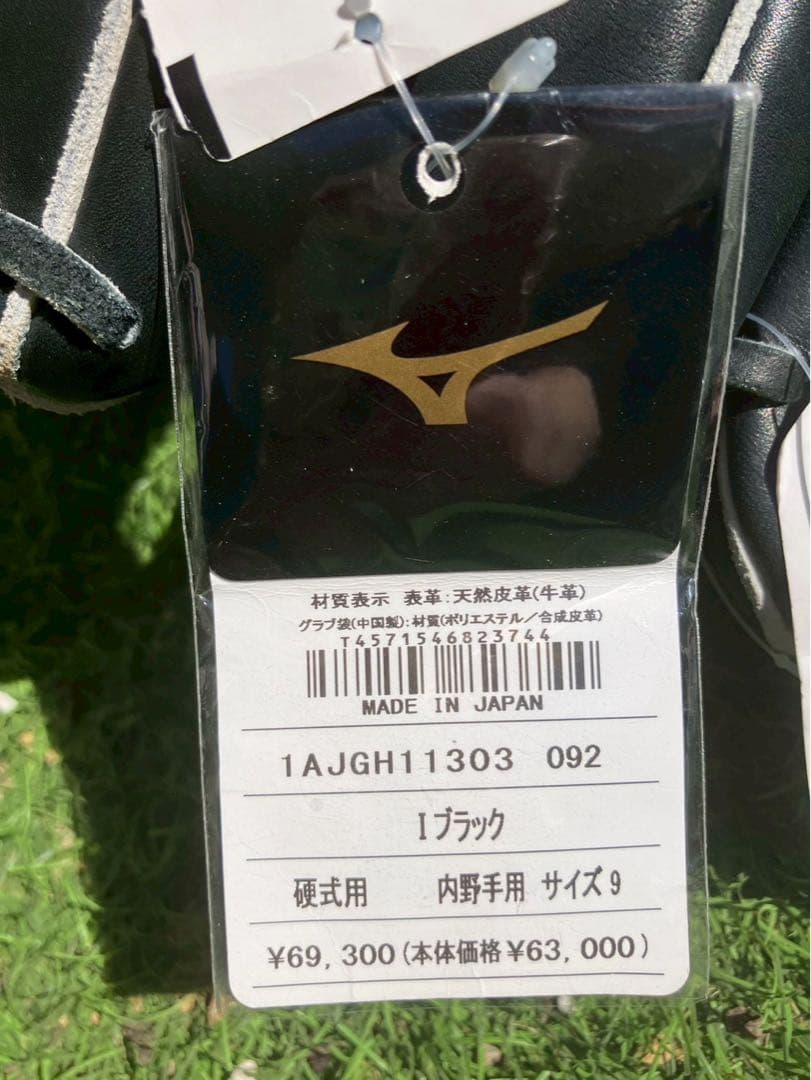 材質表示 表革:天然皮革(牛革)
グラブ袋(中国製):材質(ポリエステル/合成皮革)
T4571546823744
MADE IN JAPAN
1AJGH11303 092
Iブラック
硬式用 内野手用 サイズ9
¥69,300(本体価格¥63,000)